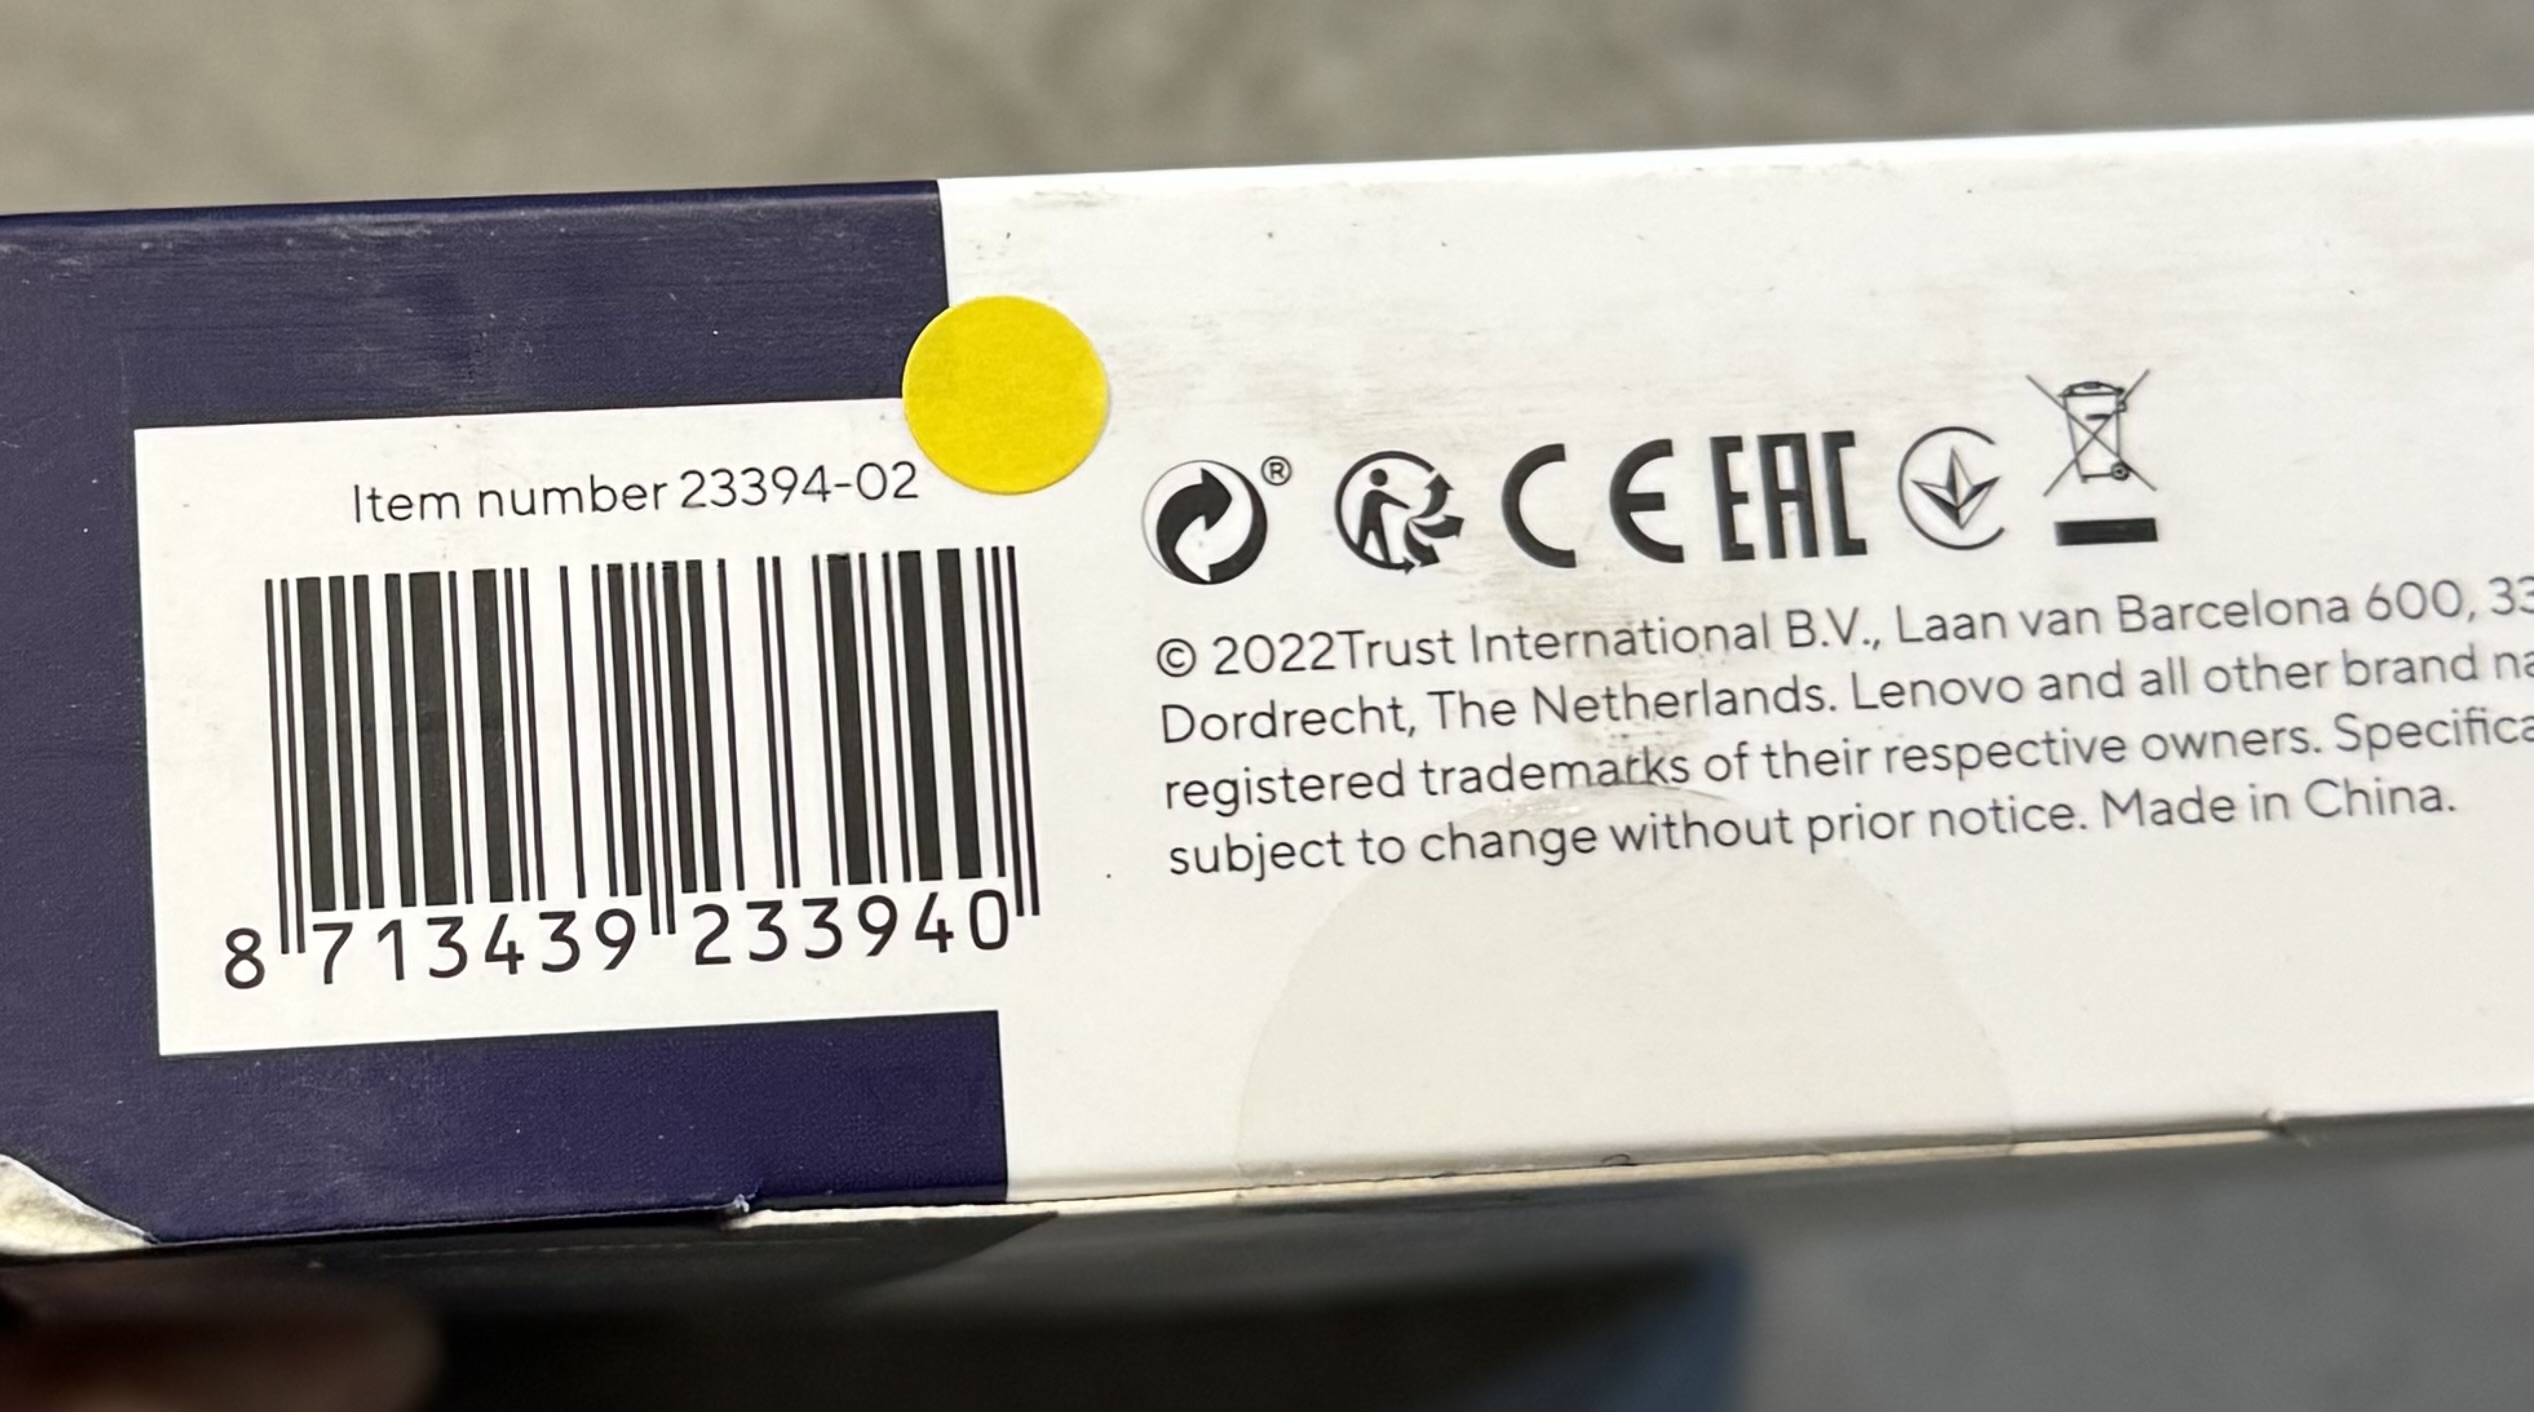 Item number 23394-02
8 713439 233940
® CE EAC
© 2022Trust International B.V., Laan van Barcelona 600, 33
Dordrecht, The Netherlands. Lenovo and all other brand na
registered trademarks of their respective owners. Specifica
subject to change without prior notice. Made in China.